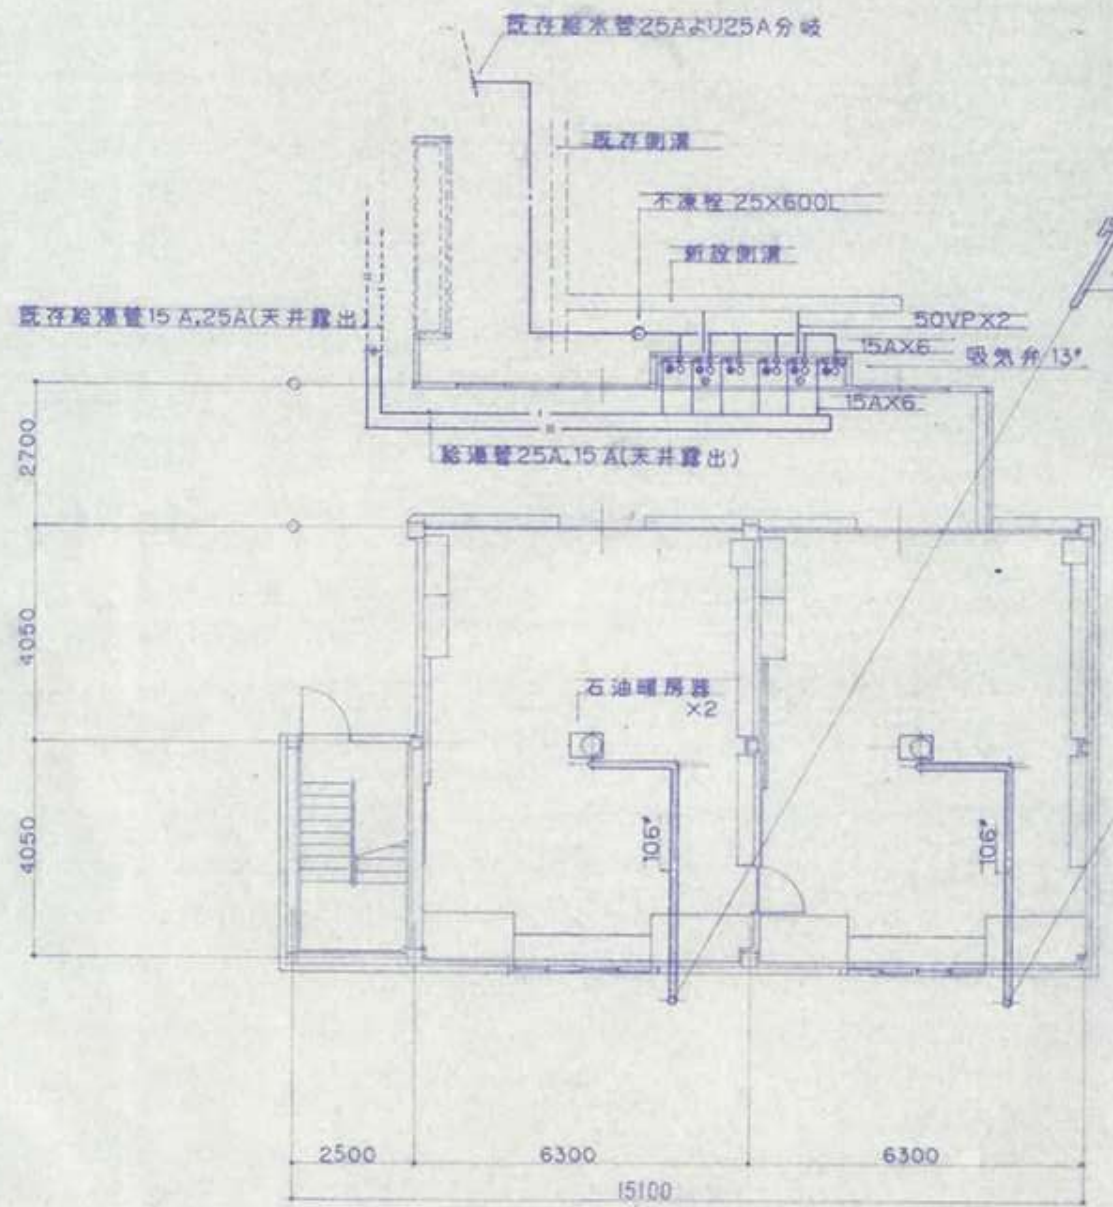 既存給水管25Aより25A分岐
既存側溝
不凍栓 25X600L
新設側溝
既存給湯管15A.25A(天井露出)
50VPX2
15AX6
吸気弁 13ᶲ
15AX6
給湯管25A.15A(天井露出)
2700
4050
4050
石油暖房器
X2
106ᶲ
106ᶲ
2500
6300
6300
15100